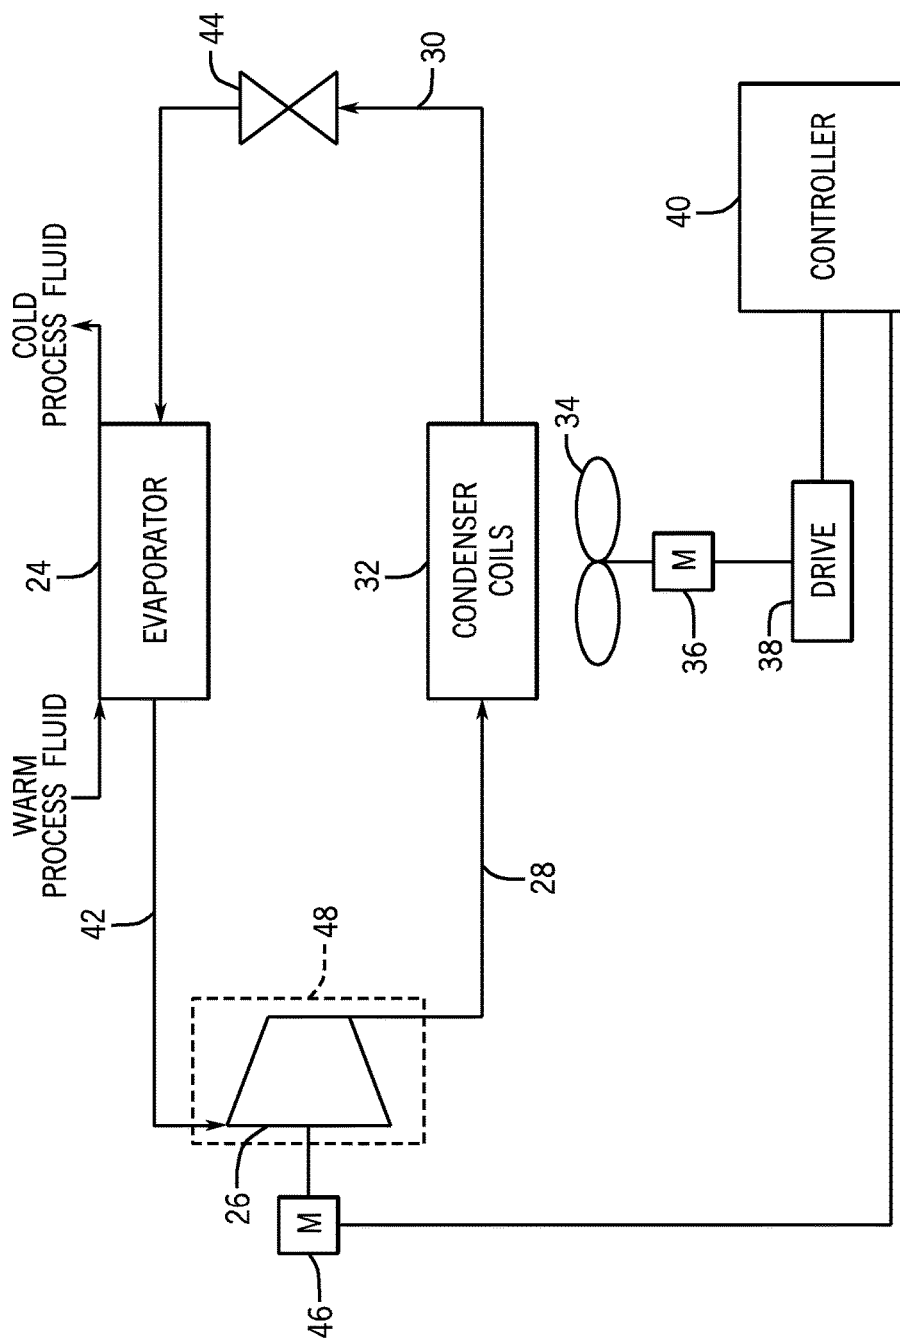 WARM
PROCESS FLUID
COLD
PROCESS FLUID
24
EVAPORATOR
42
44
48
26
M
46
30
32
CONDENSER
COILS
28
34
M
36
38
DRIVE
40
CONTROLLER